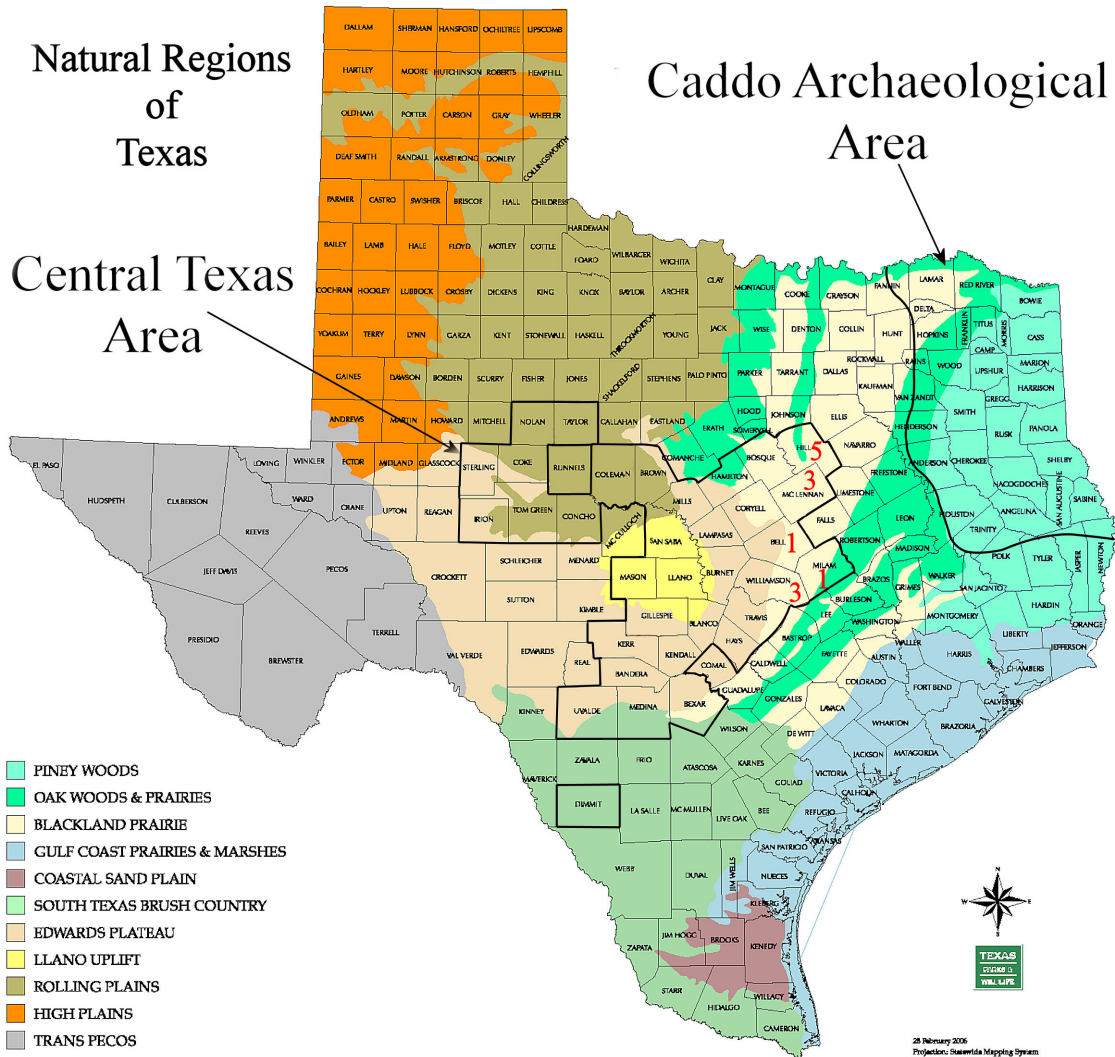 Natural Regions
of
Texas
Caddo Archaeological
Area
Central Texas
Area
DALLAM SHERMAN HANSFORD OCHILTREE LIPSCOMB
HARTLEY MOORE HUTCHINSON ROBERTS HEMPHILL
OLDHAM POTTER CARSON GRAY WHEELER
DEAF SMITH RANDALL ARMSTRONG DONLEY COLLINGSWORTH
PARMER CASTRO SWISHER BRISCOE HALL CHILDRESS
HARDEMAN
BAILEY LAMB HALE FLOYD MOTLEY COTTLE FOARD WILBARGER WICHITA
CLAY MONTAGUE COOKE GRAYSON FANNIN LAMAR RED RIVER BOWIE
COCHRAN HOCKLEY LUBBOCK CROSBY DICKENS KING KNOX BAYLOR ARCHER
DELTA HOPKINS FRANKLIN TITUS MORRIS CASS
YOAKUM TERRY LYNN GARZA KENT STONEWALL HASKELL THROCKMORTON YOUNG JACK WISE DENTON COLLIN HUNT
CAMP MARION
ROCKWALL RAINS WOOD UPSHUR
GAINES DAWSON BORDEN SCURRY FISHER JONES SHACKELFORD STEPHENS PALO PINTO PARKER TARRANT DALLAS KAUFMAN VAN ZANDT GREGG HARRISON
ANDREWS MARTIN HOWARD MITCHELL NOLAN TAYLOR CALLAHAN EASTLAND ERATH HOOD SOMERVELL JOHNSON ELLIS HENDERSON SMITH RUSK PANOLA
EL PASO LOVING WINKLER ECTOR MIDLAND GLASSCOCK STERLING COKE RUNNELS COLEMAN BROWN COMANCHE HAMILTON BOSQUE HILL 5 NAVARRO FREESTONE ANDERSON CHEROKEE SHELBY
HUDSPETH CULBERSON WARD CRANE UPTON REAGAN IRION TOM GREEN CONCHO MC CULLOCH MILLS CORYELL 3 MC LENNAN LIMESTONE NACOGDOCHES SAN AUGUSTINE SABINE
REEVES SAN SABA LAMPASAS BELL FALLS ROBERTSON LEON HOUSTON ANGELINA TRINITY
JEFF DAVIS PECOS CROCKETT SCHLEICHER MENARD MASON LLANO BURNET 1 MILAM MADISON WALKER POLK TYLER JASPER NEWTON
SUTTON KIMBLE WILLIAMSON 3 1 BRAZOS BURLESON GRIMES SAN JACINTO HARDIN
PRESIDIO BREWSTER TERRELL GILLESPIE BLANCO TRAVIS LEE WASHINGTON MONTGOMERY LIBERTY ORANGE
VAL VERDE EDWARDS REAL KERR KENDALL HAYS BASTROP FAYETTE AUSTIN WALLER HARRIS JEFFERSON
BANDERA COMAL CALDWELL COLORADO CHAMBERS
KINNEY UVALDE MEDINA BEXAR GUADALUPE GONZALES LAVACA FORT BEND GALVESTON
WILSON DE WITT WHARTON BRAZORIA
MAVERICK ZAVALA FRIO ATASCOSA KARNES GOLIAD VICTORIA JACKSON MATAGORDA
DIMMIT LA SALLE MC MULLEN LIVE OAK BEE REFUGIO CALHOUN
ARANSAS
WEBB DUVAL JIM WELLS SAN PATRICIO NUECES
KLEBERG
ZAPATA JIM HOGG BROOKS KENEDY
STARR WILLACY
HIDALGO
CAMERON
PINEY WOODS
OAK WOODS & PRAIRIES
BLACKLAND PRAIRIE
GULF COAST PRAIRIES & MARSHES
COASTAL SAND PLAIN
SOUTH TEXAS BRUSH COUNTRY
EDWARDS PLATEAU
LLANO UPLIFT
ROLLING PLAINS
HIGH PLAINS
TRANS PECOS
N
W E
S
TEXAS
PARKS &
WILDLIFE
28 February 2006
Projection: Statewide Mapping System